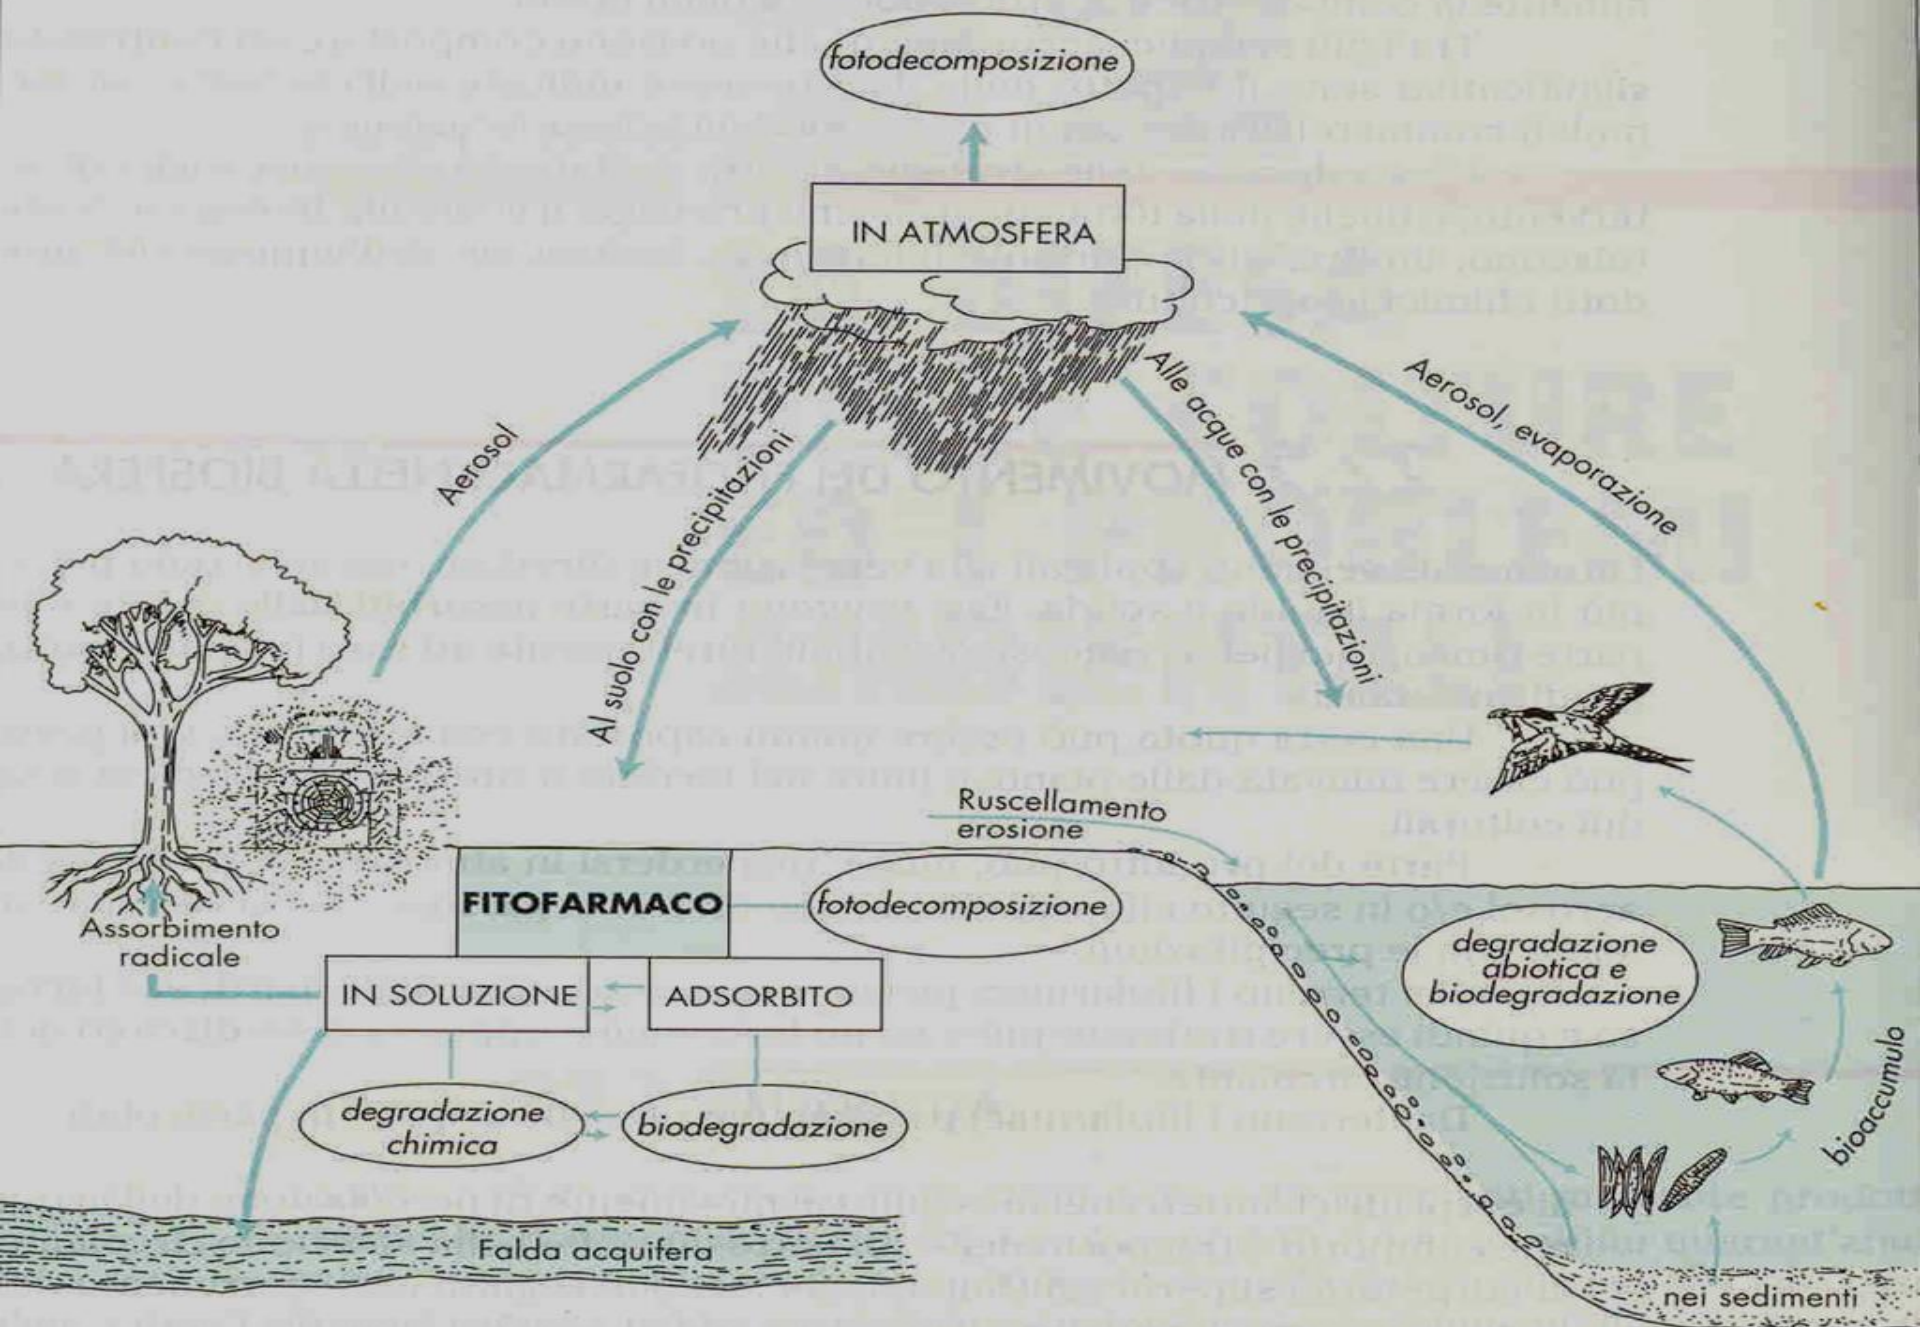 fotodecomposizione
IN ATMOSFERA
Aerosol
Al suolo con le precipitazioni
Alle acque con le precipitazioni
Aerosol, evaporazione
Ruscellamento
erosione
FITOFARMACO
fotodecomposizione
Assorbimento
radicale
IN SOLUZIONE
ADSORBITO
degradazione
chimica
biodegradazione
Falda acquifera
degradazione
abiotica e
biodegradazione
bioaccumulo
nei sedimenti